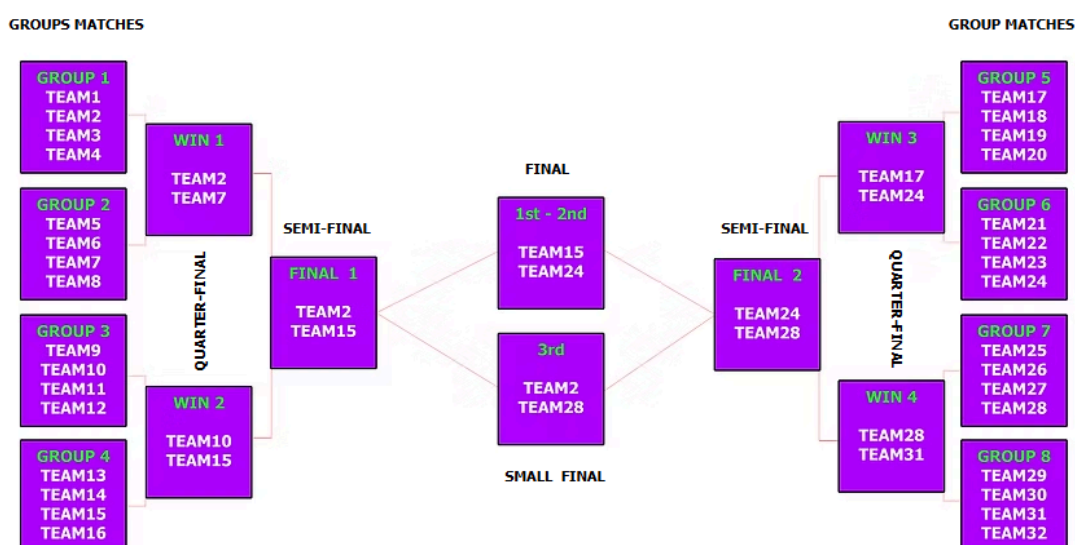 GROUPS MATCHES
GROUP 1
TEAM1
TEAM2
TEAM3
TEAM4
GROUP 2
TEAM5
TEAM6
TEAM7
TEAM8
GROUP 3
TEAM9
TEAM10
TEAM11
TEAM12
GROUP 4
TEAM13
TEAM14
TEAM15
TEAM16
WIN 1
TEAM2
TEAM7
QUARTER-FINAL
WIN 2
TEAM10
TEAM15
SEMI-FINAL
FINAL 1
TEAM2
TEAM15
FINAL
1st - 2nd
TEAM15
TEAM24
3rd
TEAM2
TEAM28
SMALL FINAL
SEMI-FINAL
FINAL 2
TEAM24
TEAM28
WIN 3
TEAM17
TEAM24
QUARTER-FINAL
WIN 4
TEAM28
TEAM31
GROUP MATCHES
GROUP 5
TEAM17
TEAM18
TEAM19
TEAM20
GROUP 6
TEAM21
TEAM22
TEAM23
TEAM24
GROUP 7
TEAM25
TEAM26
TEAM27
TEAM28
GROUP 8
TEAM29
TEAM30
TEAM31
TEAM32